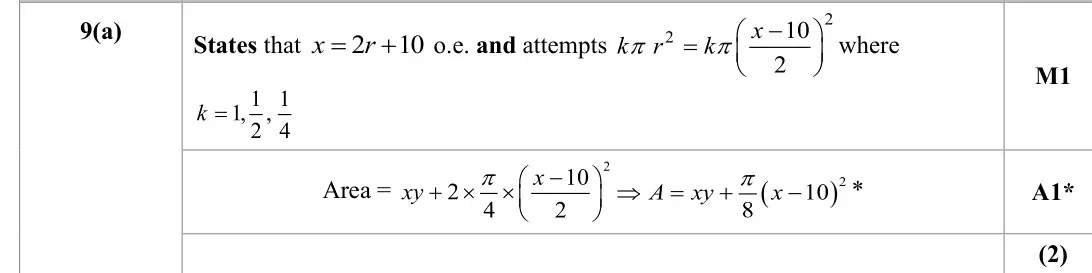 9(a)
States that x = 2r + 10 o.e. and attempts kπ r² = kπ((x − 10)/2)² where
k = 1, 1/2, 1/4
M1
Area = xy + 2 × π/4 × ((x − 10)/2)² ⇒ A = xy + π/8 (x − 10)² *
A1*
(2)